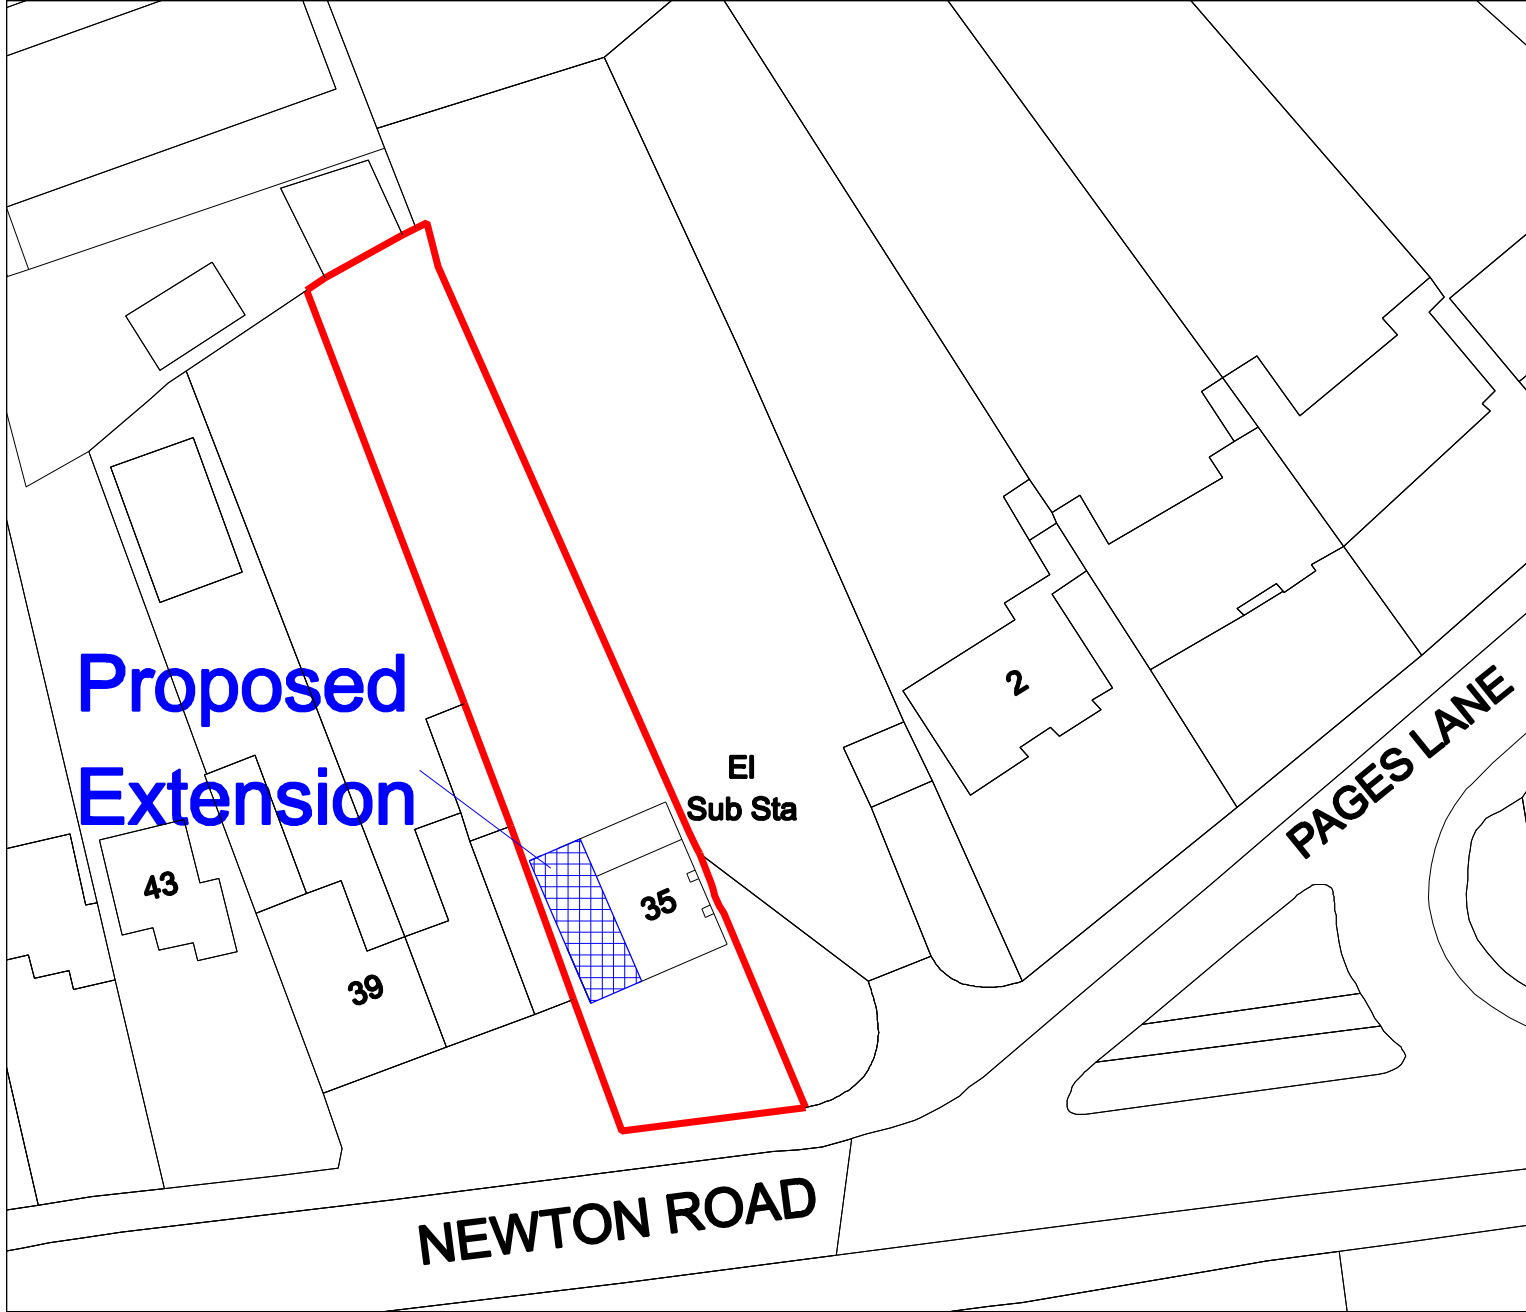 2
Proposed
Extension
El
Sub Sta
PAGES LANE
43
35
39
NEWTON ROAD